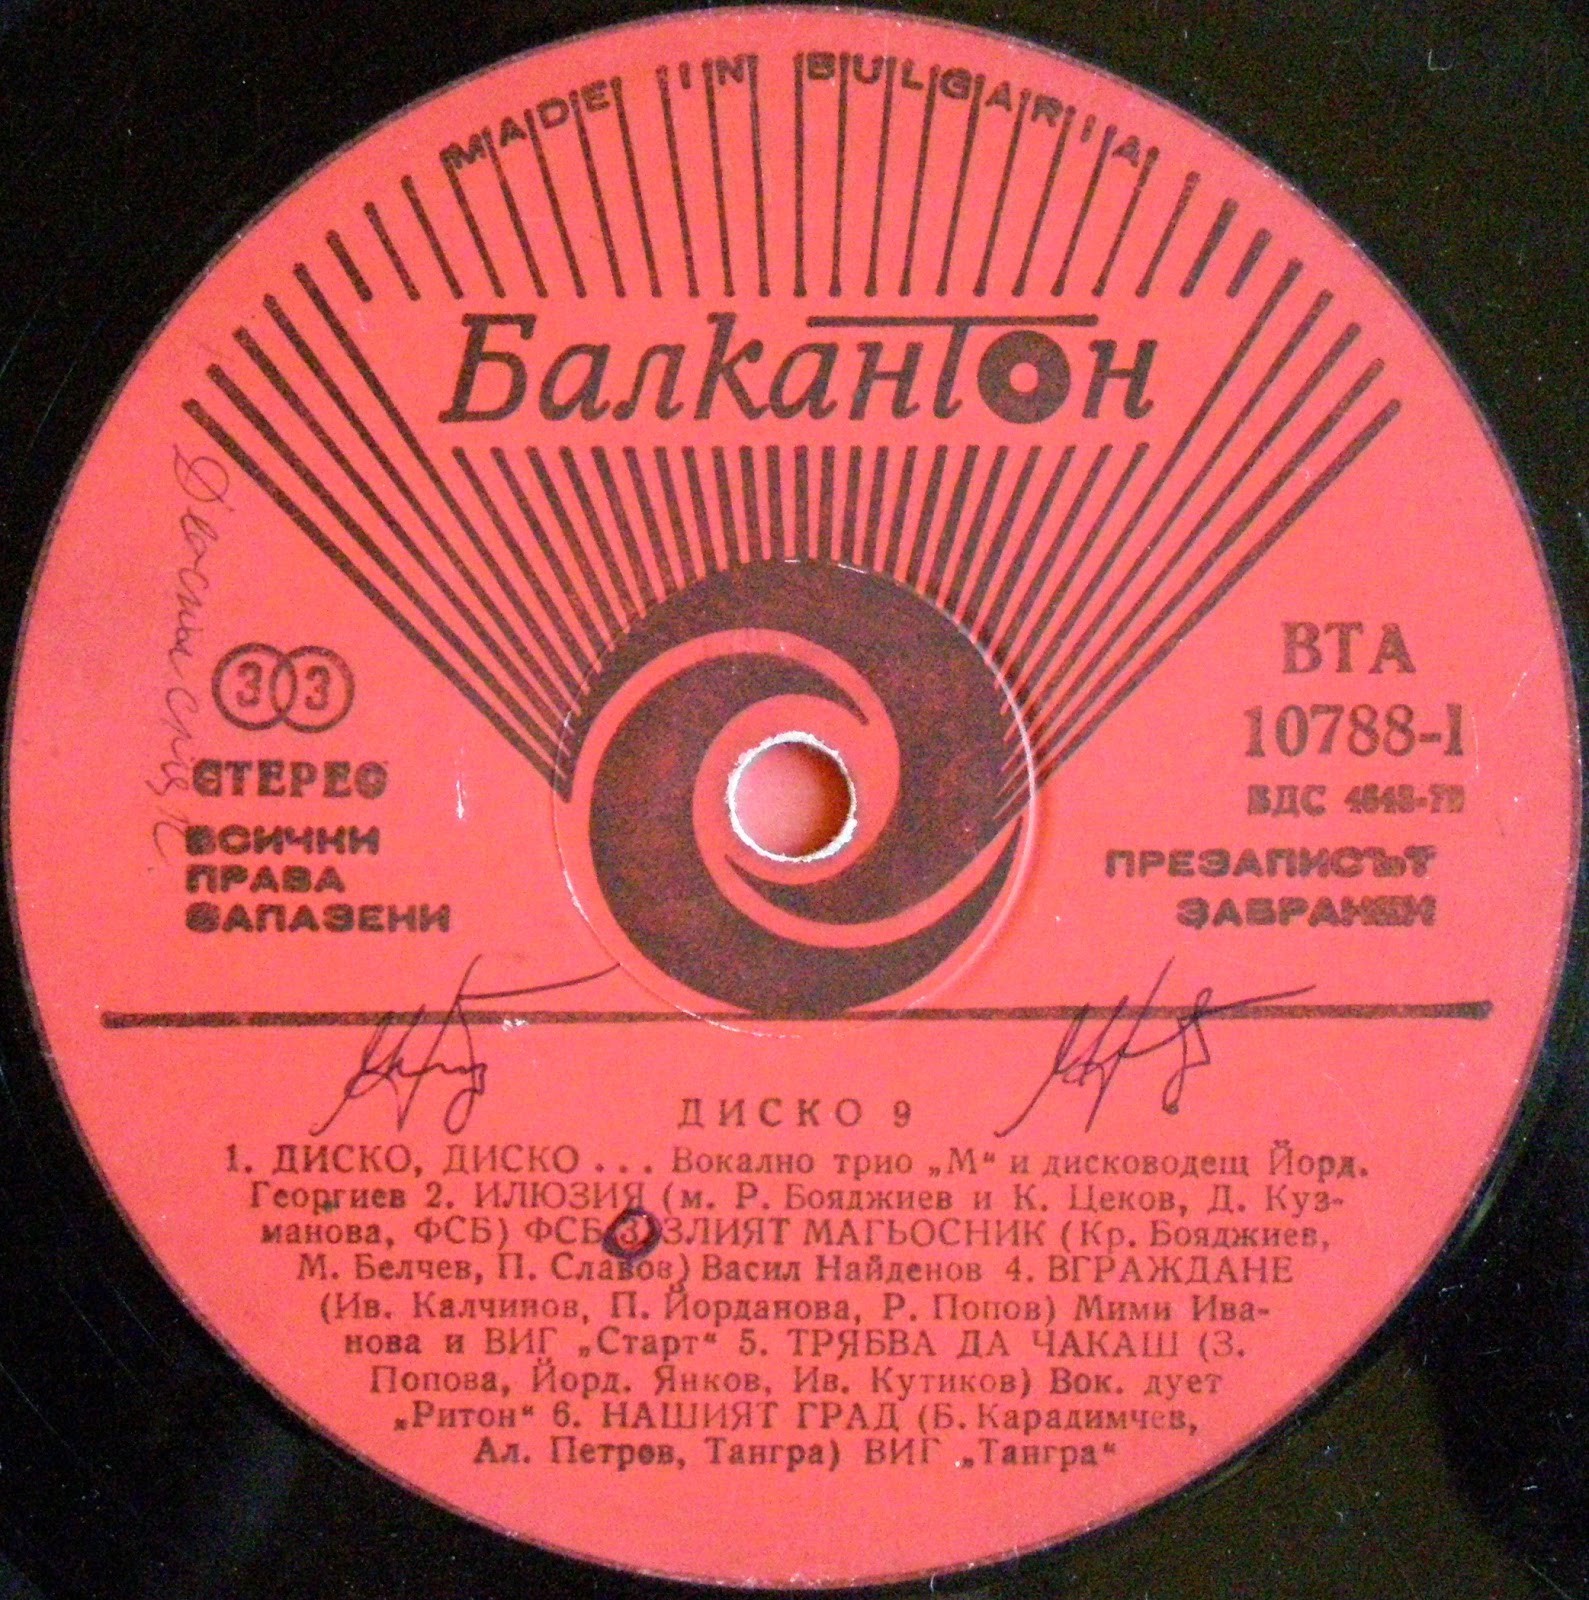 MADE IN BULGARIA
Балкантон
33
СТЕРЕО
ВСИЧКИ
ПРАВА
ЗАПАЗЕНИ
ВТА
10788-I
БДС
ПРЕЗАПИСЪТ
ЗАБРАНЕН
ДИСКО 9
1. ДИСКО, ДИСКО . . . Вокално трио „М“ и дисководещ Йорд.
Георгиев 2. ИЛЮЗИЯ (м. Р. Бояджиев и К. Цеков, Д. Куз-
манова, ФСБ) ФСБ 3. ЗЛИЯТ МАГЬОСНИК (Кр. Бояджиев,
М. Белчев, П. Славов) Васил Найденов 4. ВГРАЖДАНЕ
(Ив. Калчинов, П. Йорданова, Р. Попов) Мими Ива-
нова и ВИГ „Старт“ 5. ТРЯБВА ДА ЧАКАШ (З.
Попова, Йорд. Янков, Ив. Кутиков) Вок. дует
„Ритон“ 6. НАШИЯТ ГРАД (Б. Карадимчев,
Ал. Петров, Тангра) ВИГ „Тангра“